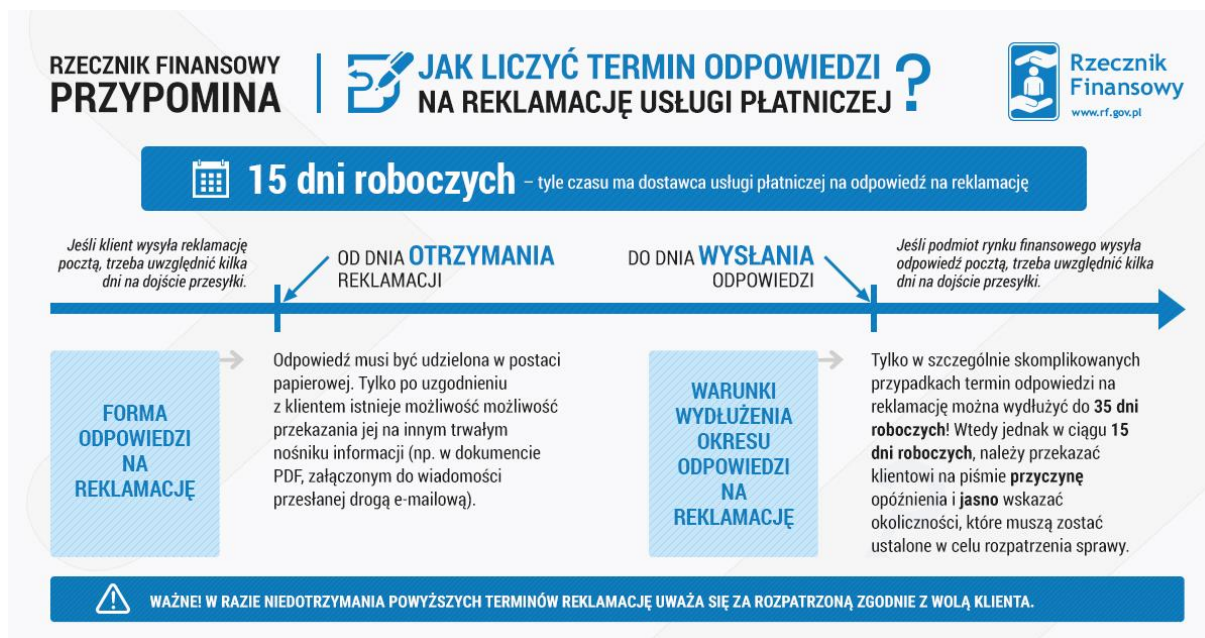 RZECZNIK FINANSOWY
PRZYPOMINA
JAK LICZYĆ TERMIN ODPOWIEDZI
NA REKLAMACJĘ USŁUGI PŁATNICZEJ ?
Rzecznik
Finansowy
www.rf.gov.pl
15 dni roboczych – tyle czasu ma dostawca usługi płatniczej na odpowiedź na reklamację
Jeśli klient wysyła reklamację
pocztą, trzeba uwzględnić kilka
dni na dojście przesyłki.
OD DNIA OTRZYMANIA
REKLAMACJI
DO DNIA WYSŁANIA
ODPOWIEDZI
Jeśli podmiot rynku finansowego wysyła
odpowiedź pocztą, trzeba uwzględnić kilka
dni na dojście przesyłki.
FORMA
ODPOWIEDZI
NA
REKLAMACJĘ
Odpowiedź musi być udzielona w postaci
papierowej. Tylko po uzgodnieniu
z klientem istnieje możliwość możliwość
przekazania jej na innym trwałym
nośniku informacji (np. w dokumencie
PDF, załączonym do wiadomości
przesłanej drogą e-mailową).
WARUNKI
WYDŁUŻENIA
OKRESU
ODPOWIEDZI
NA
REKLAMACJĘ
Tylko w szczególnie skomplikowanych
przypadkach termin odpowiedzi na
reklamację można wydłużyć do 35 dni
roboczych! Wtedy jednak w ciągu 15
dni roboczych, należy przekazać
klientowi na piśmie przyczynę
opóźnienia i jasno wskazać
okoliczności, które muszą zostać
ustalone w celu rozpatrzenia sprawy.
WAŻNE! W RAZIE NIEDOTRZYMANIA POWYŻSZYCH TERMINÓW REKLAMACJĘ UWAŻA SIĘ ZA ROZPATRZONĄ ZGODNIE Z WOLĄ KLIENTA.